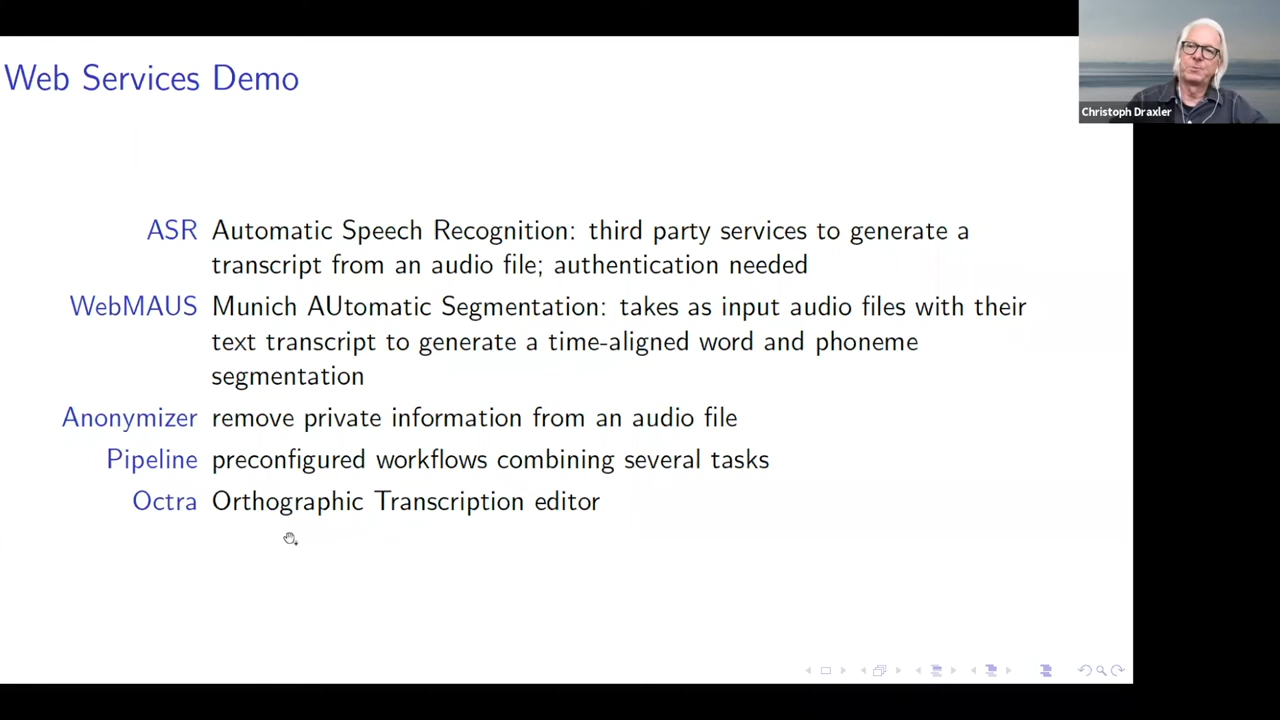 Web Services Demo
Christoph Draxler
ASR Automatic Speech Recognition: third party services to generate a
transcript from an audio file; authentication needed
WebMAUS Munich AUtomatic Segmentation: takes as input audio files with their
text transcript to generate a time-aligned word and phoneme
segmentation
Anonymizer remove private information from an audio file
Pipeline preconfigured workflows combining several tasks
Octra Orthographic Transcription editor